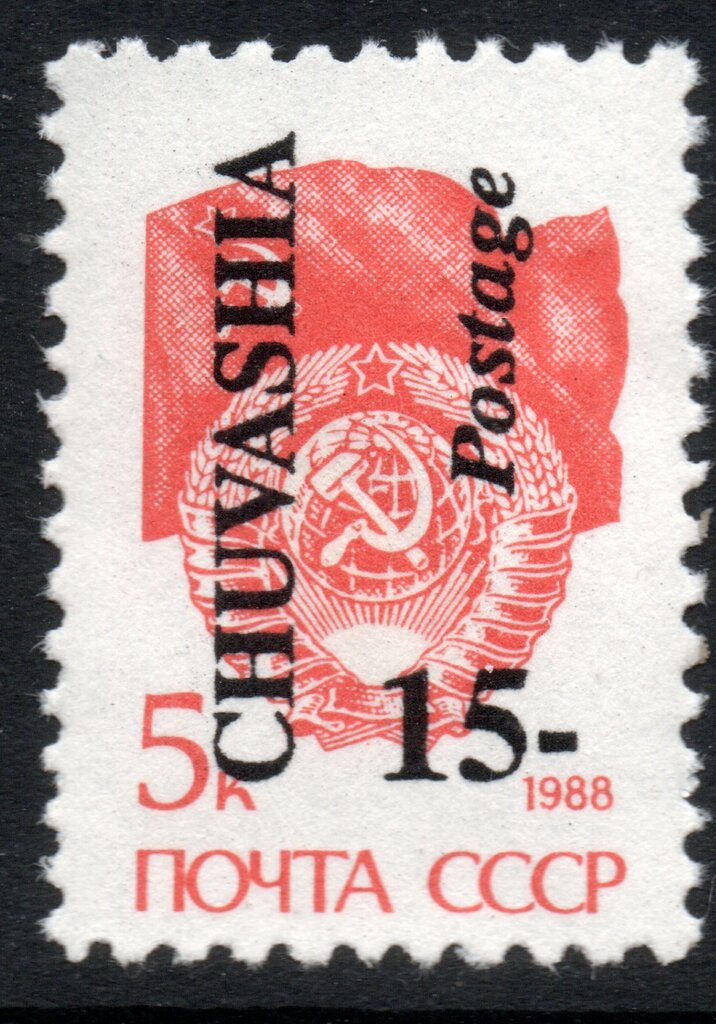 CHUVASHIA
Postage
15-
5к
1988
ПОЧТА СССР